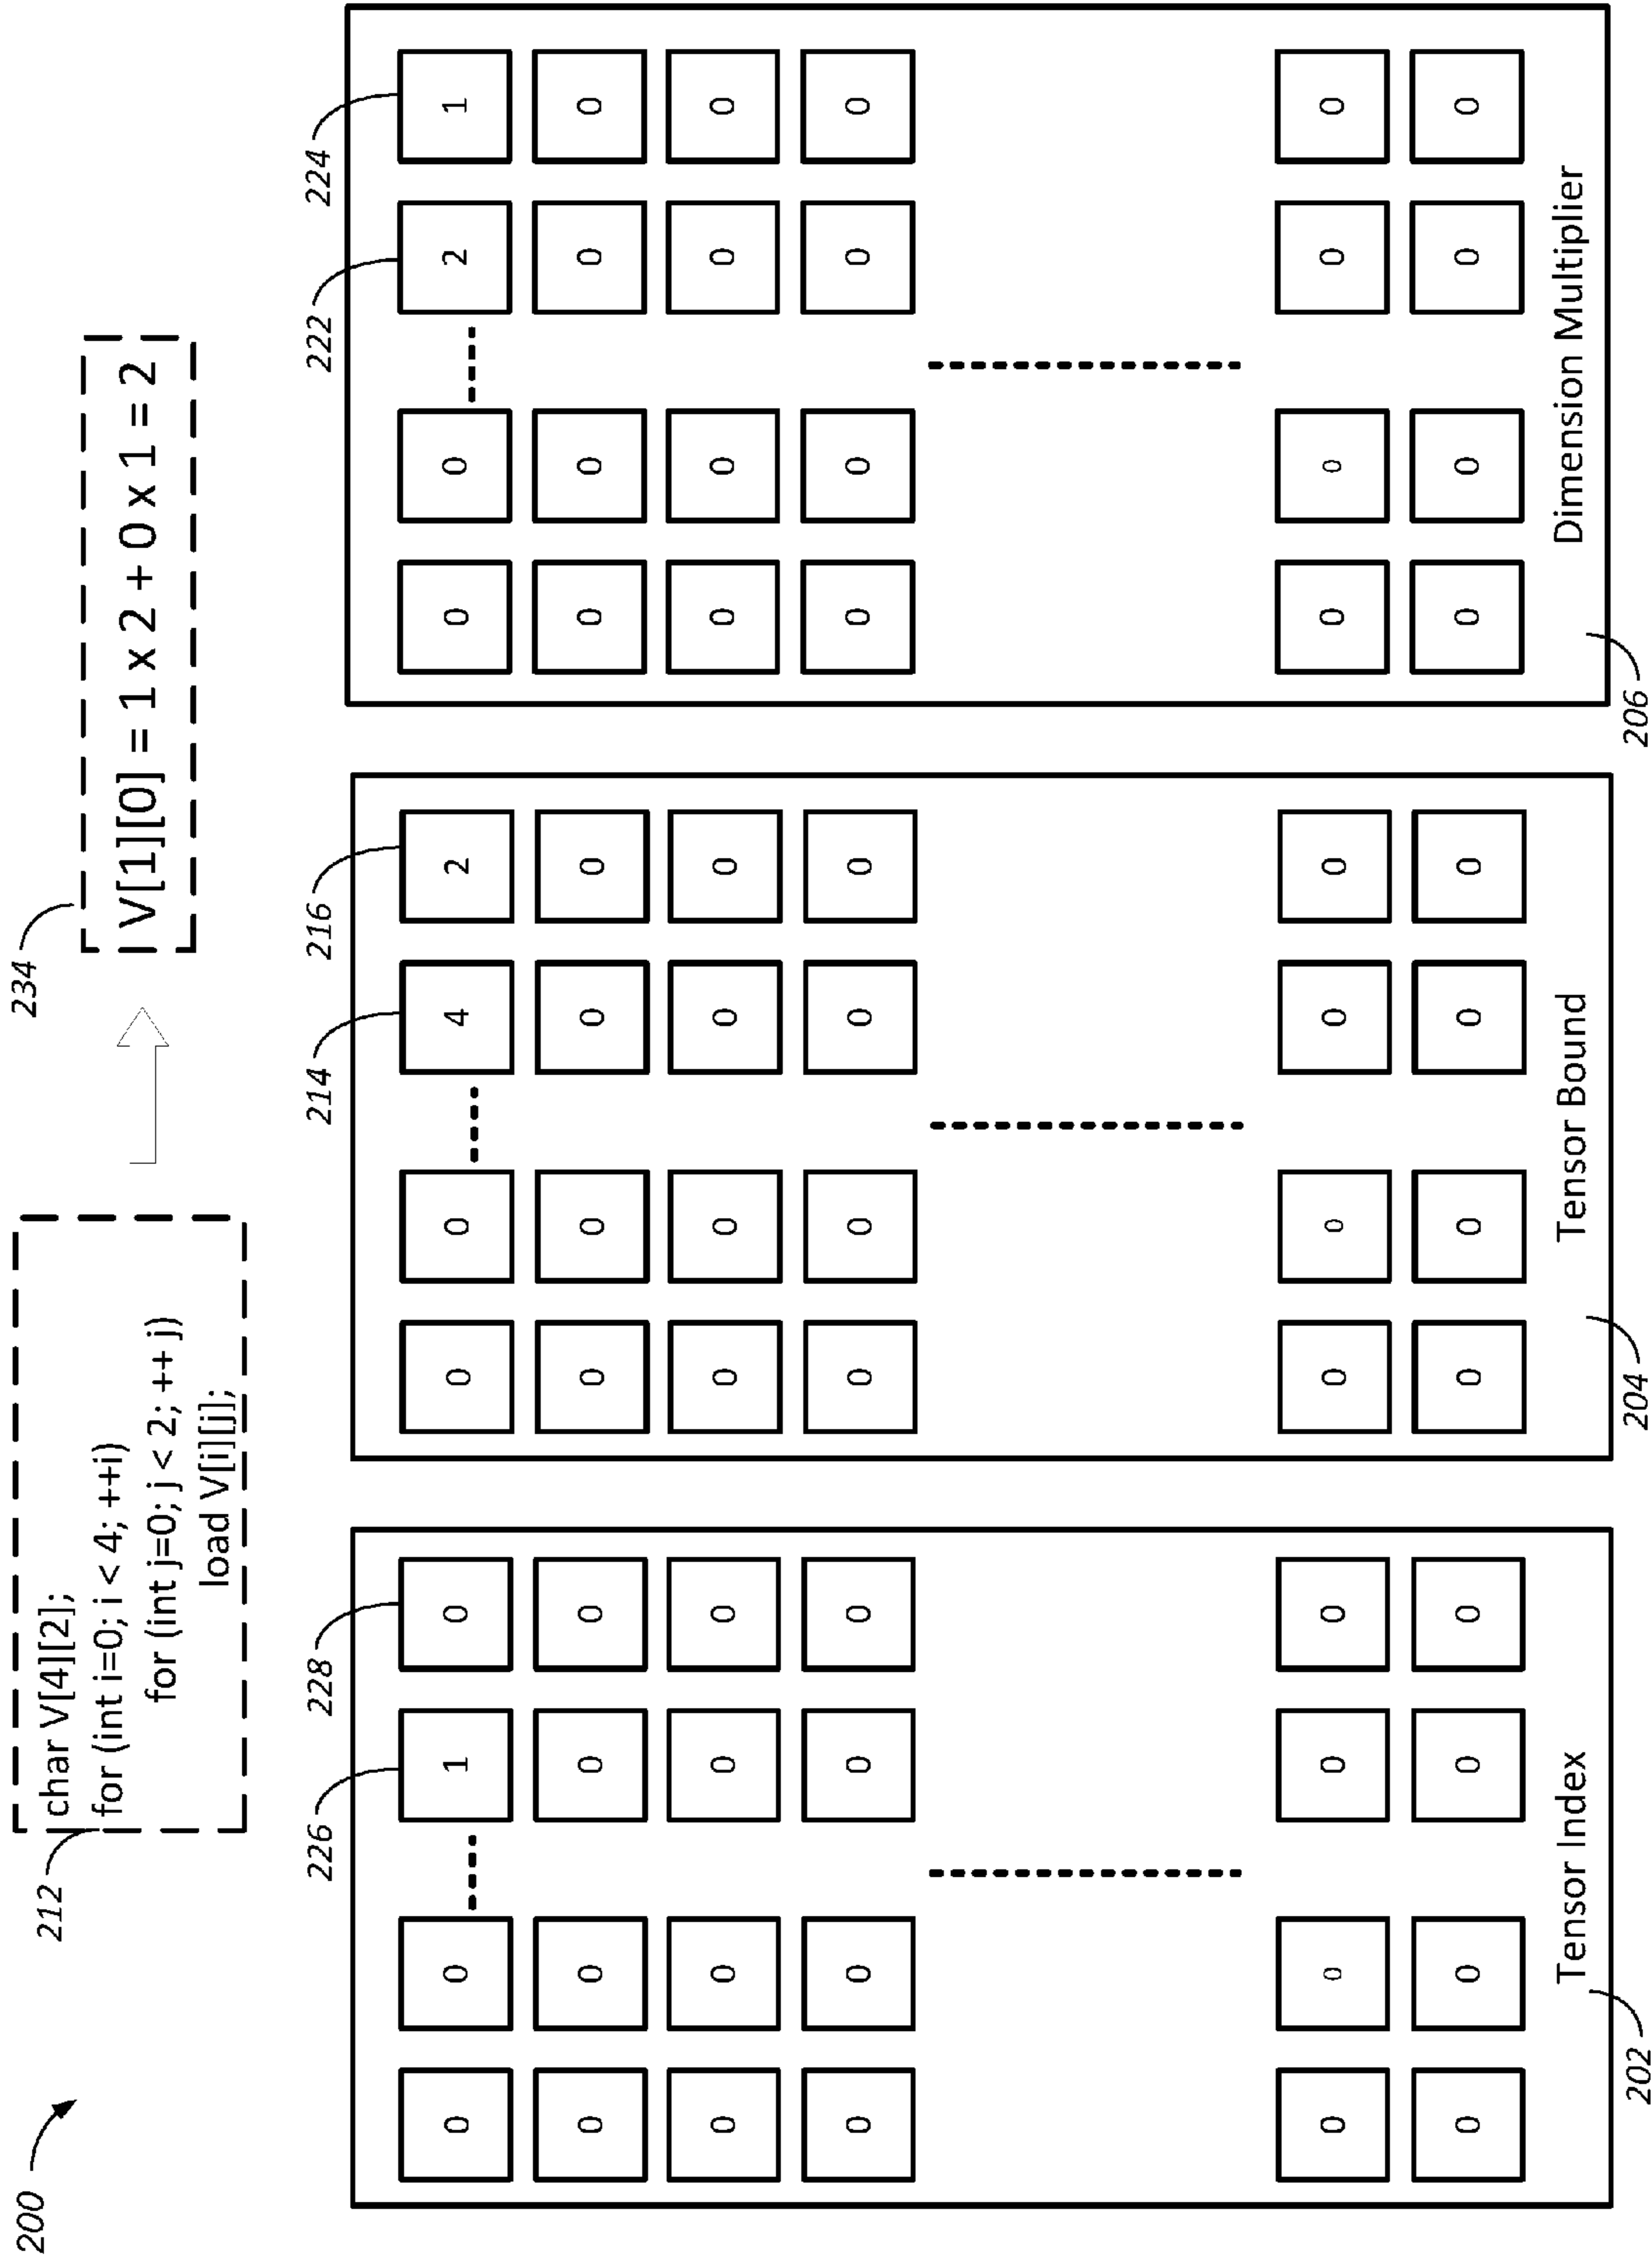 200
212
char V[4][2];
for (int i=0; i < 4; ++i)
for (int j=0; j < 2; ++ j)
load V[i][j];
234
V[1][0] = 1 x 2 + 0 x 1 = 2
226 228 214 216 222 224
0 0 1 0 0 0 4 2 0 0 2 1
0 0 0 0 0 0 0 0 0 0 0 0
0 0 0 0 0 0 0 0 0 0 0 0
0 0 0 0 0 0 0 0 0 0 0 0
0 0 0 0 0 0 0 0 0 0 0 0
0 0 0 0 0 0 0 0 0 0 0 0
Tensor Index Tensor Bound Dimension Multiplier
202 204 206